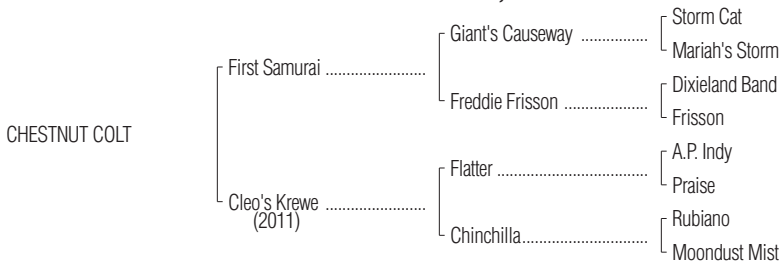 Storm Cat
Giant's Causeway ................
Mariah's Storm
First Samurai ........................
Dixieland Band
Freddie Frisson ....................
Frisson
CHESTNUT COLT
A.P. Indy
Flatter .....................................
Praise
Cleo's Krewe ........................
(2011)
Rubiano
Chinchilla...............................
Moondust Mist